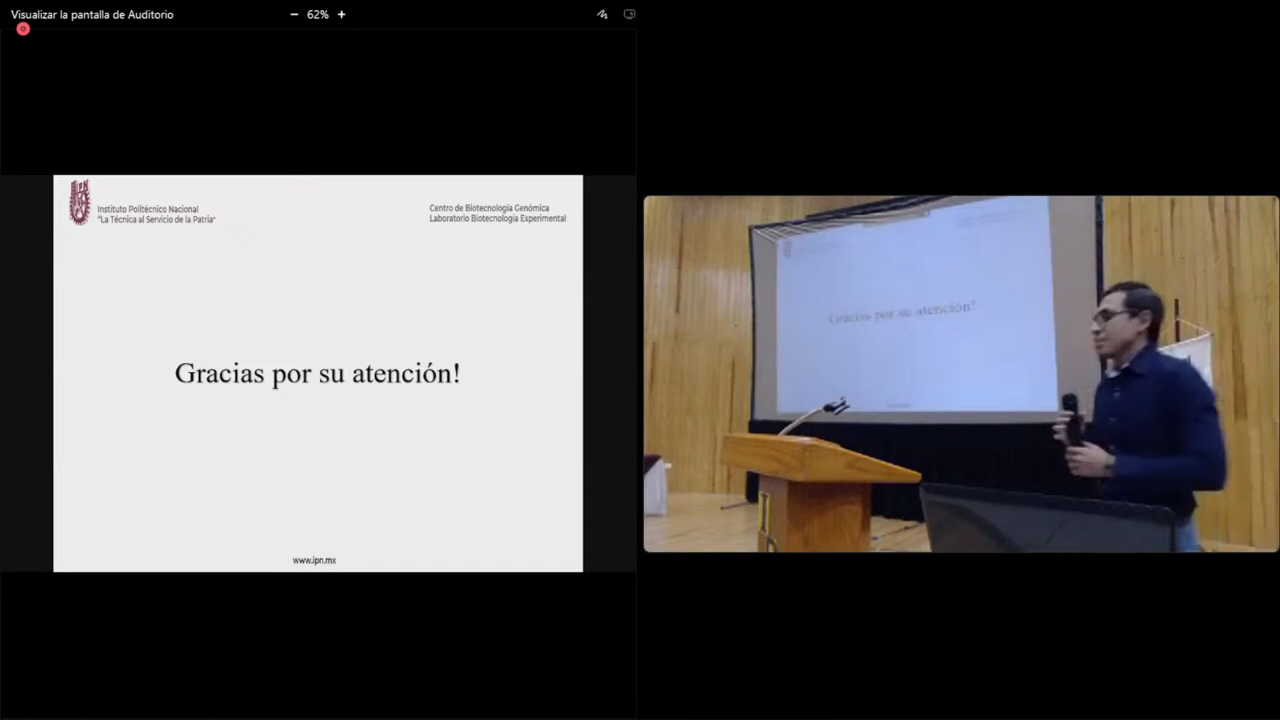 Visualizar la pantalla de Auditorio
− 62% +
IPN
Instituto Politécnico Nacional
"La Técnica al Servicio de la Patria"
Centro de Biotecnología Genómica
Laboratorio Biotecnología Experimental
Gracias por su atención!
www.ipn.mx
Gracias por su atención!